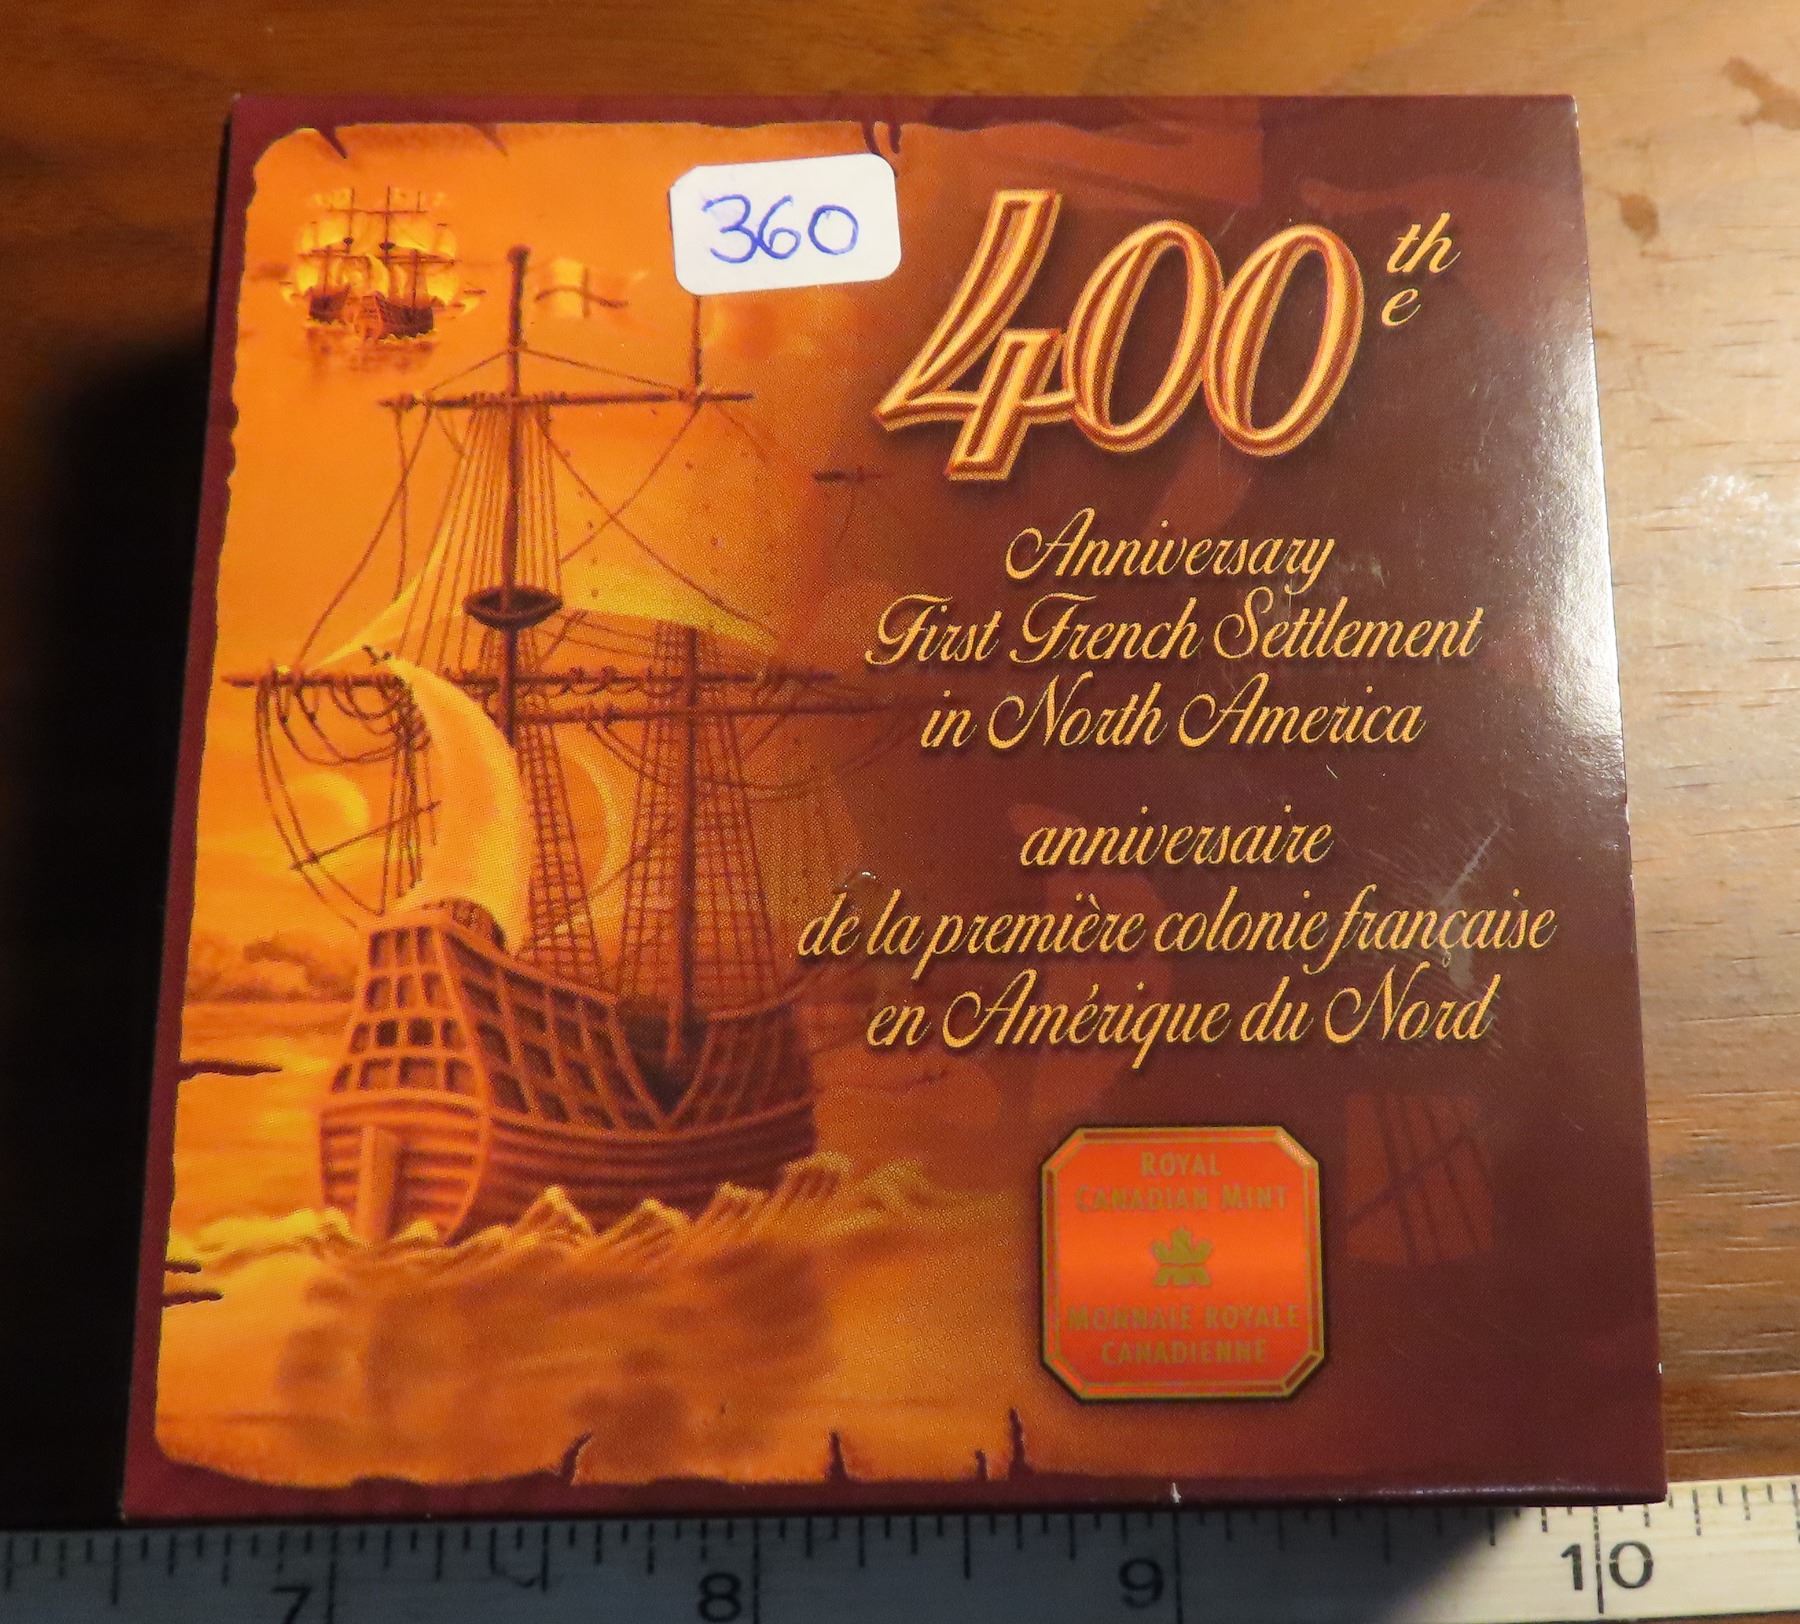 360
400th
e
Anniversary
First French Settlement
in North America
anniversaire
de la première colonie française
en Amérique du Nord
ROYAL
CANADIAN MINT
MONNAIE ROYALE
CANADIENNE
7 8 9 10